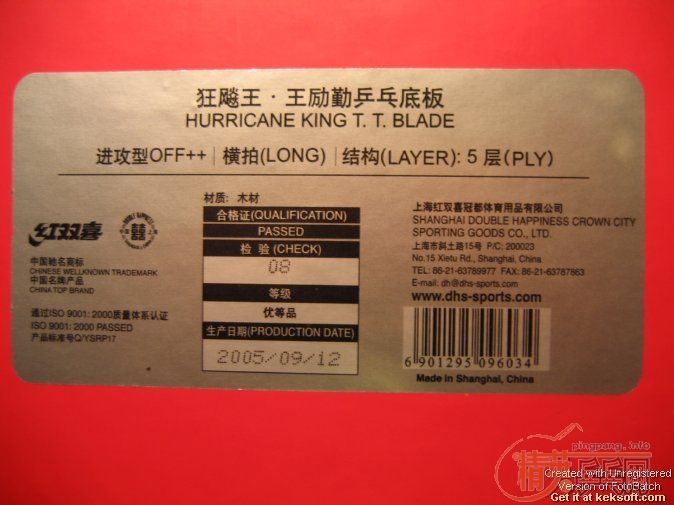 狂飚王·王励勤乒乓底板
HURRICANE KING T. T. BLADE
进攻型OFF++ 横拍(LONG) 结构(LAYER): 5 层(PLY)
红双喜
DOUBLE HAPPINESS
囍
中国驰名商标
CHINESE WELLKNOWN TRADEMARK
中国名牌产品
CHINA TOP BRAND
通过ISO 9001: 2000质量体系认证
ISO 9001: 2000 PASSED
产品标准号Q/YSRP17
材质: 木材
合格证(QUALIFICATION)
PASSED
检 验(CHECK)
08
等级
优等品
生产日期(PRODUCTION DATE)
2005/09/12
上海红双喜冠都体育用品有限公司
SHANGHAI DOUBLE HAPPINESS CROWN CITY
SPORTING GOODS CO., LTD.
上海市斜土路15号 P/C: 200023
No.15 Xietu Road, Shanghai, China
TEL: 86-21-63789977 FAX: 86-21-63787863
E-mail: dh@dhs-sports.com
www.dhs-sports.com
6 901295 096034
Made in Shanghai, China
pingpang.info
精英乒乓网
Created with Unregistered
Version of FotoBatch
Get it at keksoft.com